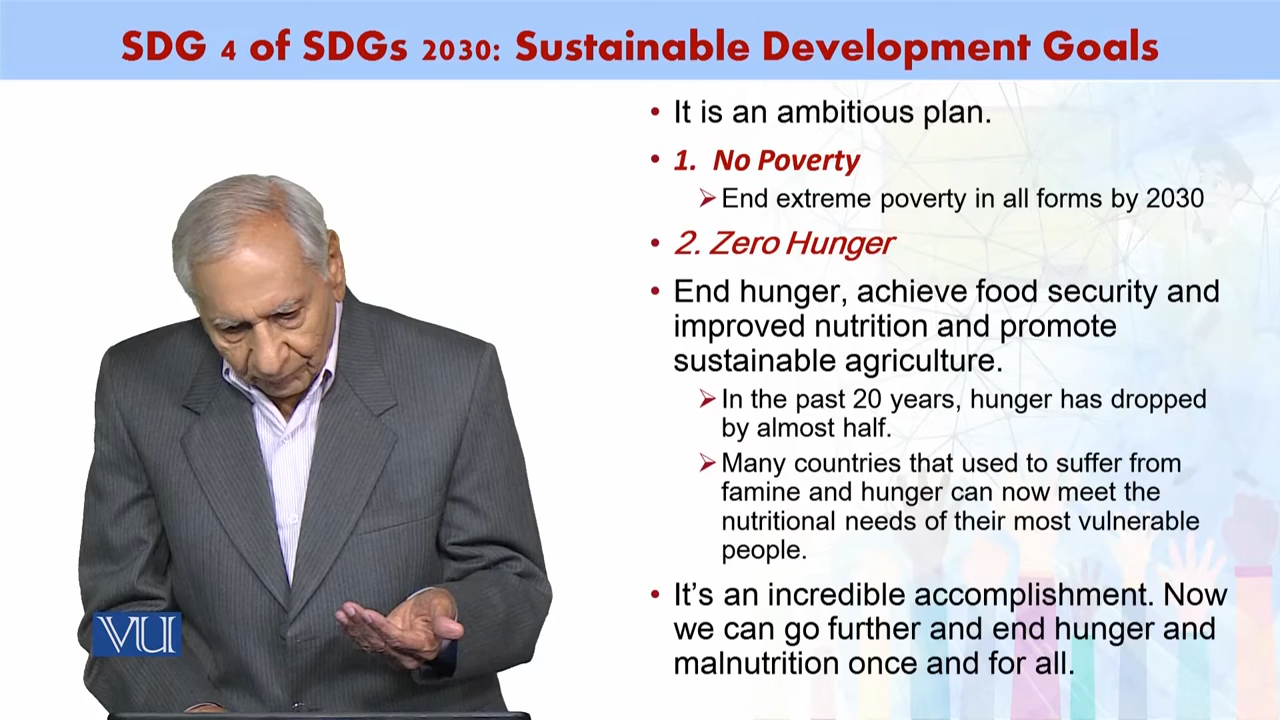 SDG 4 of SDGs 2030: Sustainable Development Goals
• It is an ambitious plan.
• 1. No Poverty
➢ End extreme poverty in all forms by 2030
• 2. Zero Hunger
• End hunger, achieve food security and
improved nutrition and promote
sustainable agriculture.
➢ In the past 20 years, hunger has dropped
by almost half.
➢ Many countries that used to suffer from
famine and hunger can now meet the
nutritional needs of their most vulnerable
people.
• It’s an incredible accomplishment. Now
we can go further and end hunger and
malnutrition once and for all.
VU